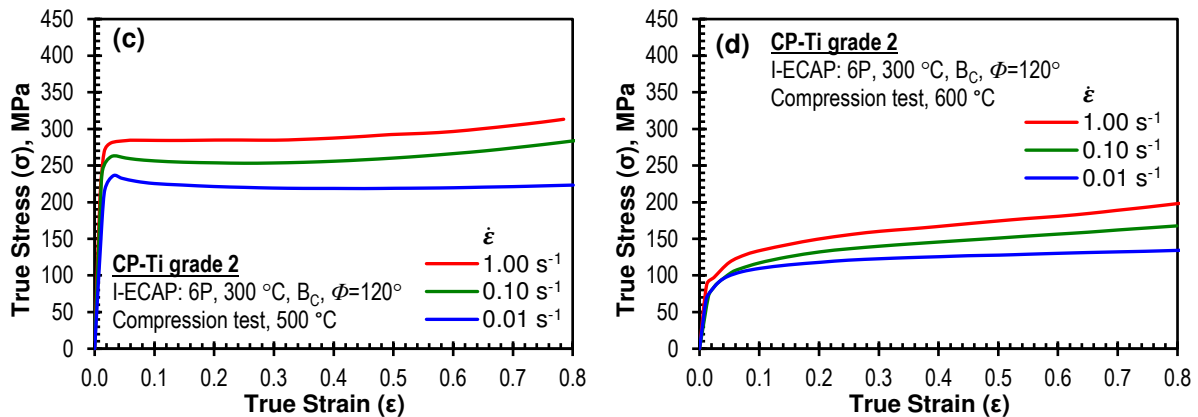 (c)
True Stress (σ), MPa
450
400
350
300
250
200
150
100
50
0
CP-Ti grade 2
I-ECAP: 6P, 300 °C, B_C, Φ=120°
Compression test, 500 °C
ε̇
1.00 s⁻¹
0.10 s⁻¹
0.01 s⁻¹
0.0 0.1 0.2 0.3 0.4 0.5 0.6 0.7 0.8
True Strain (ε)
(d)
True Stress (σ), MPa
450
400
350
300
250
200
150
100
50
0
CP-Ti grade 2
I-ECAP: 6P, 300 °C, B_C, Φ=120°
Compression test, 600 °C
ε̇
1.00 s⁻¹
0.10 s⁻¹
0.01 s⁻¹
0.0 0.1 0.2 0.3 0.4 0.5 0.6 0.7 0.8
True Strain (ε)